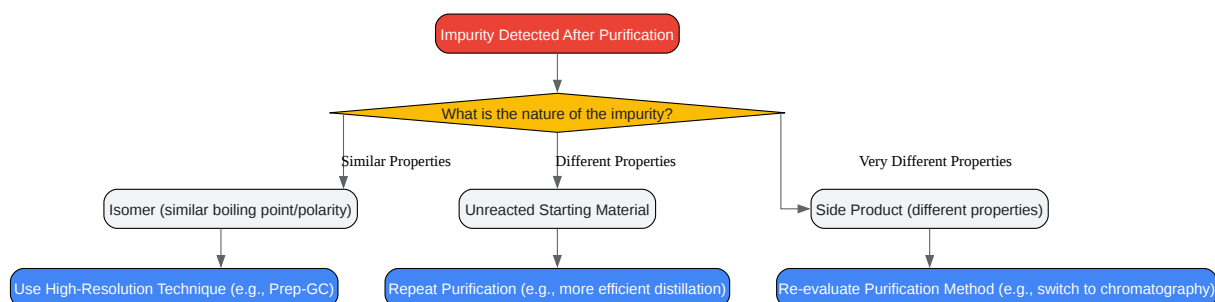 Impurity Detected After Purification
What is the nature of the impurity?
Similar Properties
Different Properties
Very Different Properties
Isomer (similar boiling point/polarity)
Unreacted Starting Material
Side Product (different properties)
Use High-Resolution Technique (e.g., Prep-GC)
Repeat Purification (e.g., more efficient distillation)
Re-evaluate Purification Method (e.g., switch to chromatography)